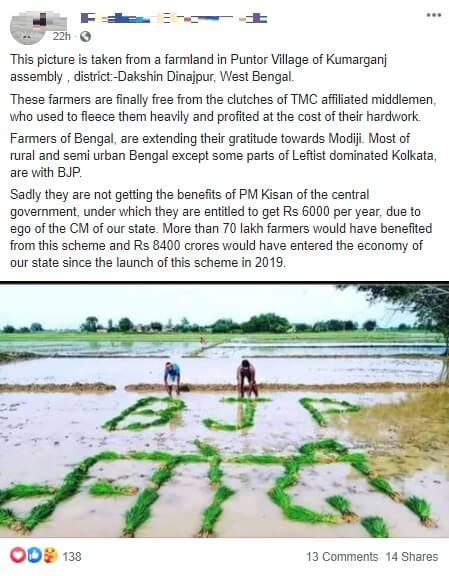 22h ·
This picture is taken from a farmland in Puntor Village of Kumarganj
assembly , district:-Dakshin Dinajpur, West Bengal.
These farmers are finally free from the clutches of TMC affiliated middlemen,
who used to fleece them heavily and profited at the cost of their hardwork.
Farmers of Bengal, are extending their gratitude towards Modiji. Most of
rural and semi urban Bengal except some parts of Leftist dominated Kolkata,
are with BJP.
Sadly they are not getting the benefits of PM Kisan of the central
government, under which they are entitled to get Rs 6000 per year, due to
ego of the CM of our state. More than 70 lakh farmers would have benefited
from this scheme and Rs 8400 crores would have entered the economy of
our state since the launch of this scheme in 2019.
BJP
138 13 Comments 14 Shares